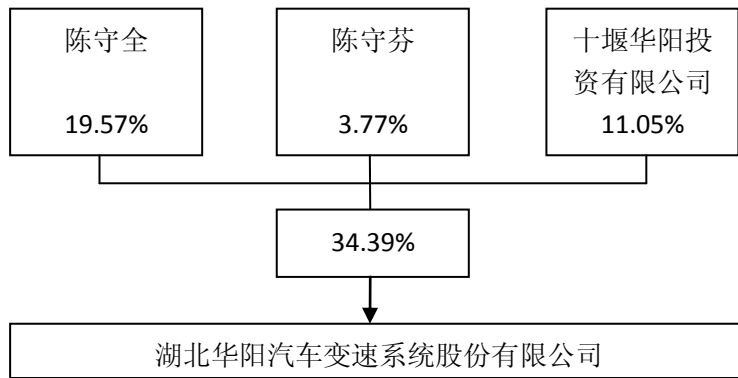 陈守全
19.57%
陈守芬
3.77%
十堰华阳投
资有限公司
11.05%
34.39%
湖北华阳汽车变速系统股份有限公司